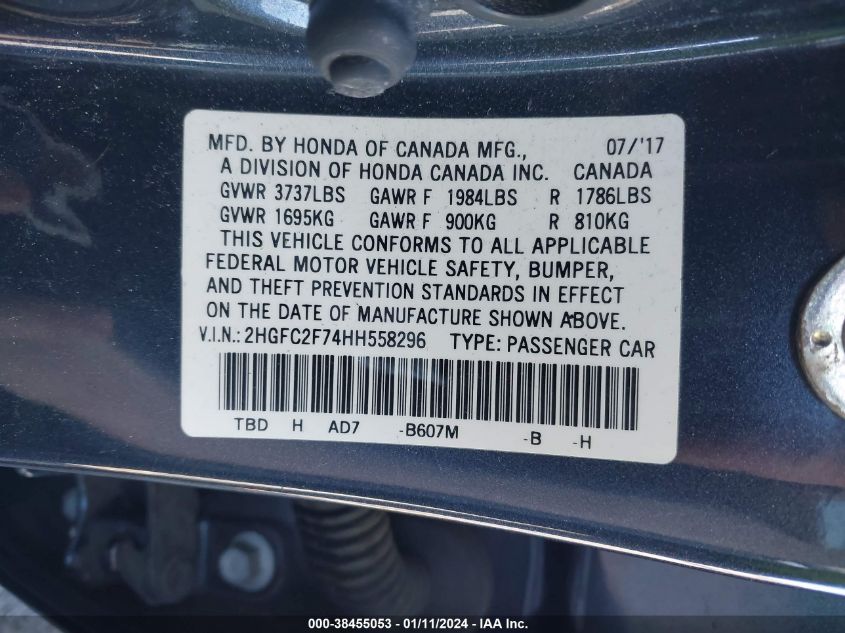 MFD. BY HONDA OF CANADA MFG., 07/'17
A DIVISION OF HONDA CANADA INC. CANADA
GVWR 3737LBS GAWR F 1984LBS R 1786LBS
GVWR 1695KG GAWR F 900KG R 810KG
THIS VEHICLE CONFORMS TO ALL APPLICABLE
FEDERAL MOTOR VEHICLE SAFETY, BUMPER,
AND THEFT PREVENTION STANDARDS IN EFFECT
ON THE DATE OF MANUFACTURE SHOWN ABOVE.
V.I.N.: 2HGFC2F74HH558296 TYPE: PASSENGER CAR
TBD H AD7 -B607M -B -H
000-38455053 - 01/11/2024 - IAA Inc.